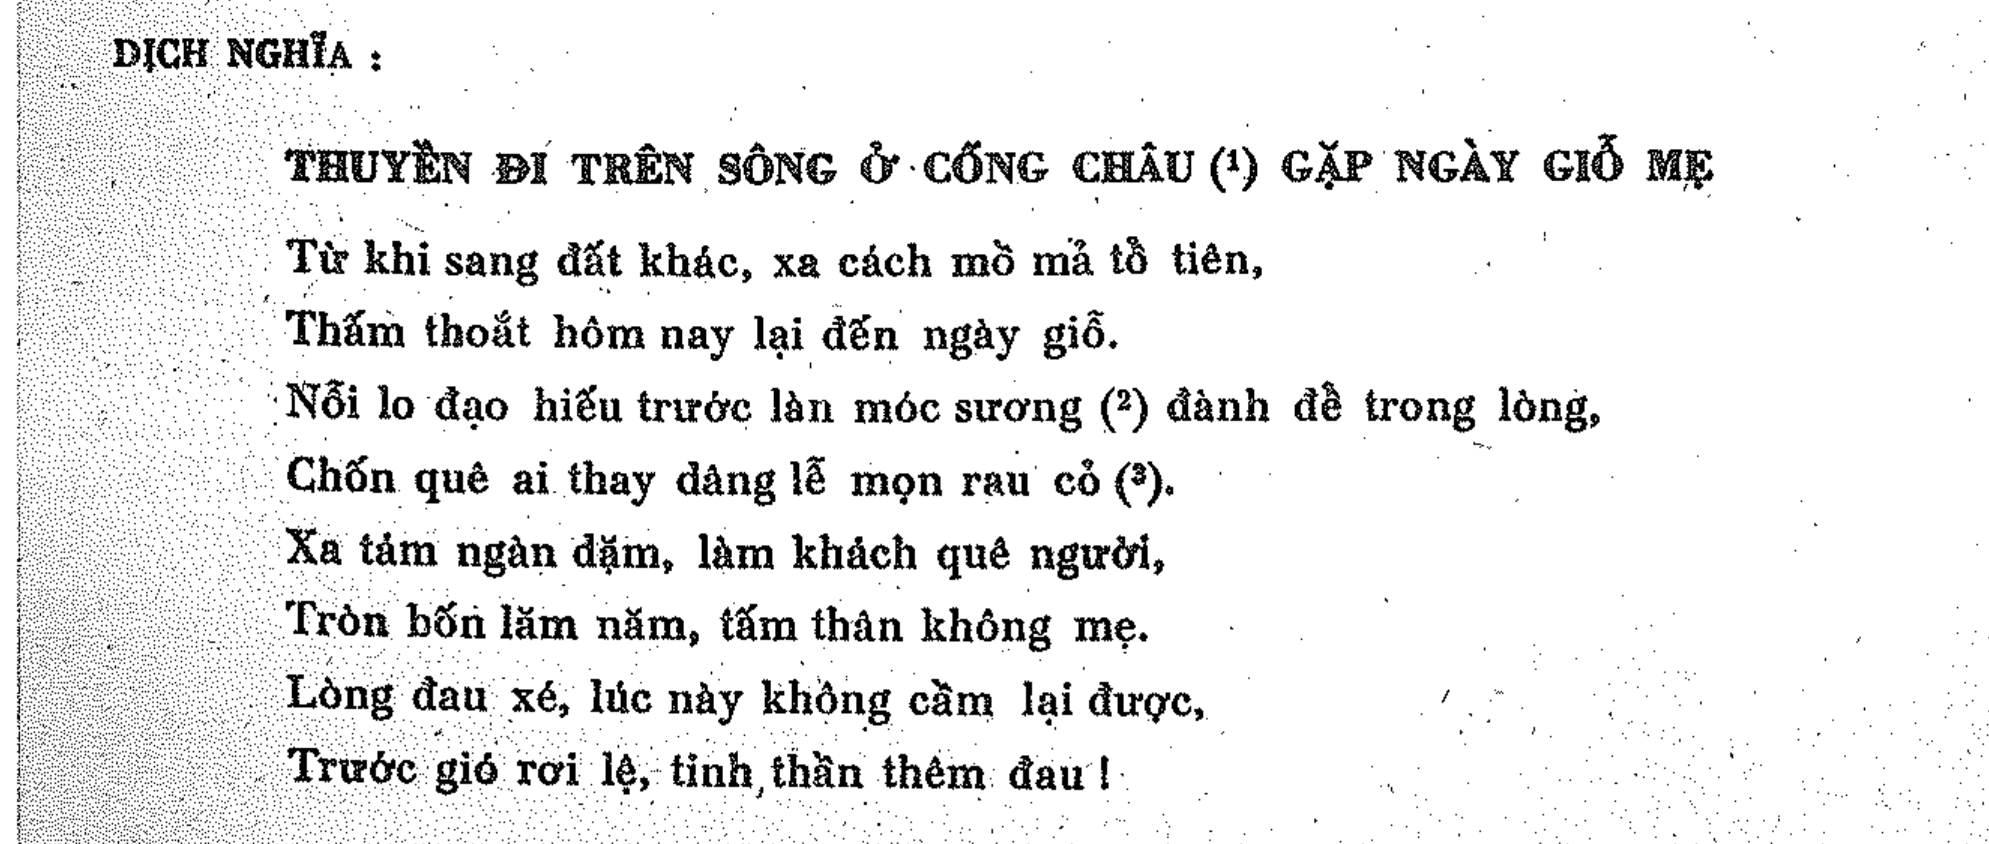 DỊCH NGHĨA :
THUYỀN ĐI TRÊN SÔNG Ở CỐNG CHÂU (¹) GẶP NGÀY GIỖ MẸ
Từ khi sang đất khác, xa cách mồ mả tổ tiên,
Thấm thoắt hôm nay lại đến ngày giỗ.
Nỗi lo đạo hiếu trước làn móc sương (²) đành để trong lòng,
Chốn quê ai thay dâng lễ mọn rau cỏ (³).
Xa tám ngàn dặm, làm khách quê người,
Tròn bốn lăm năm, tấm thân không mẹ.
Lòng đau xé, lúc này không cầm lại được,
Trước gió rơi lệ, tinh thần thêm đau !